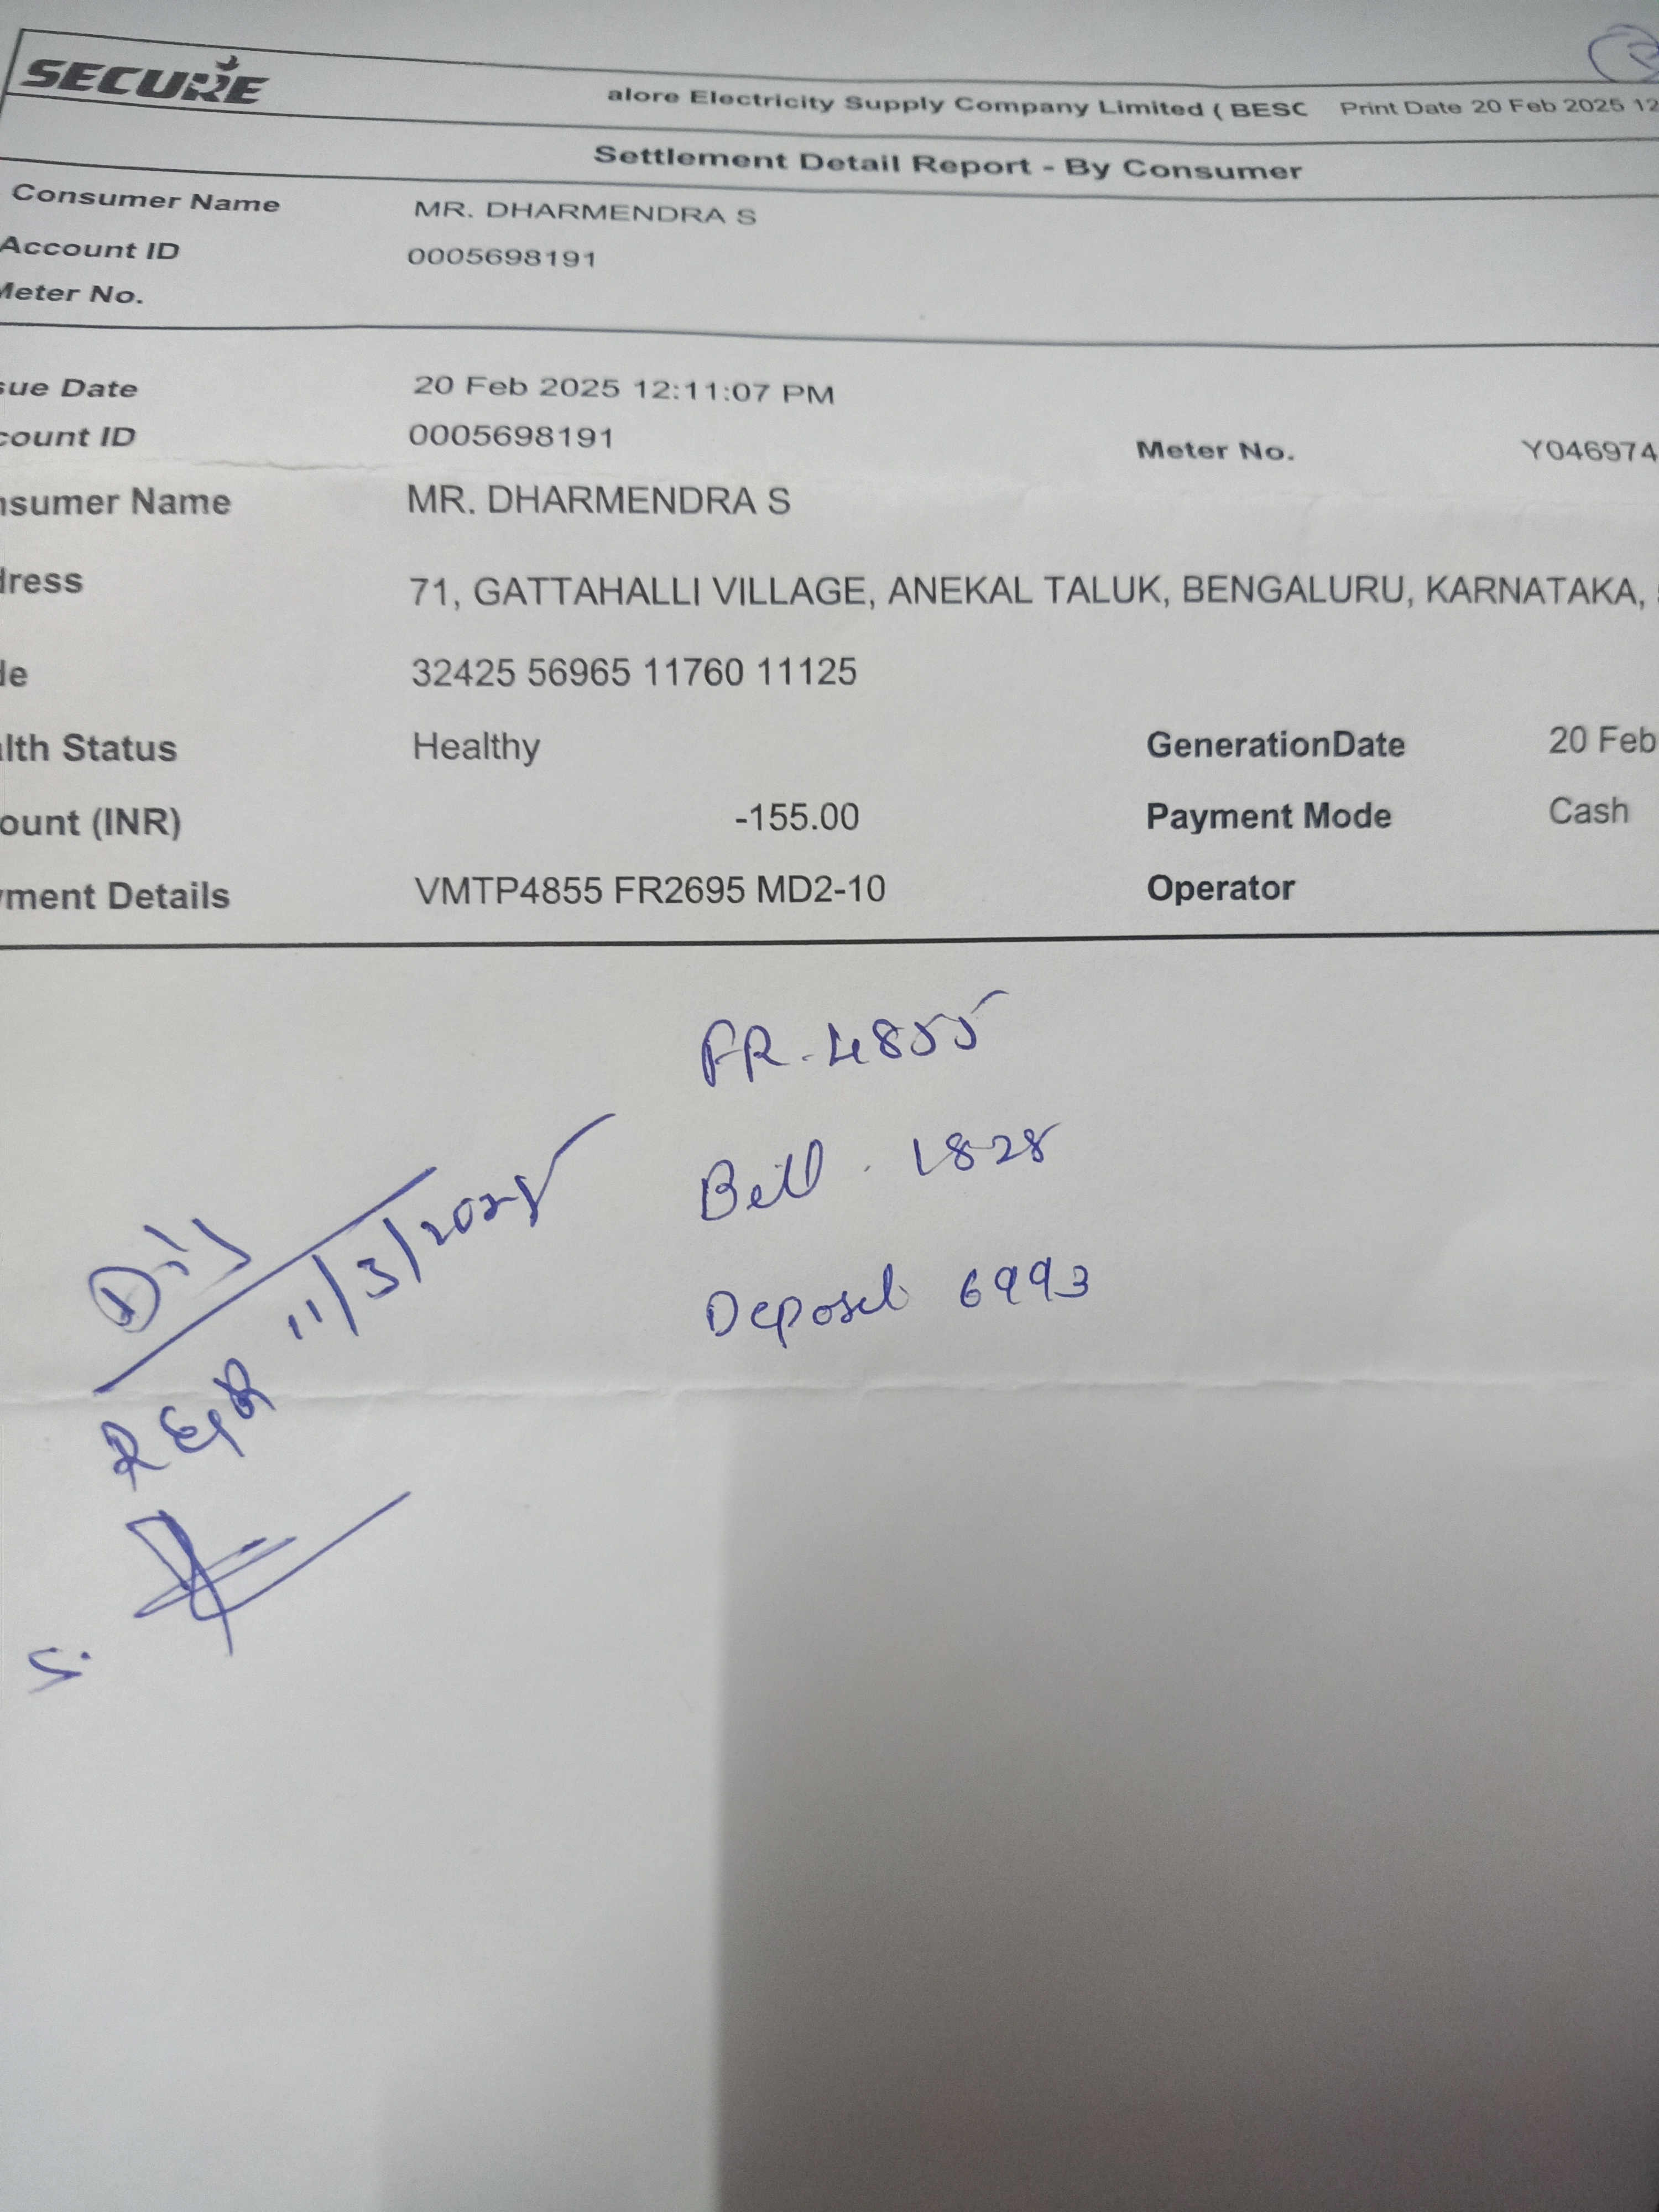 SECURE
alore Electricity Supply Company Limited ( BESC Print Date 20 Feb 2025 12
Settlement Detail Report - By Consumer
Consumer Name MR. DHARMENDRA S
Account ID 0005698191
Meter No.
sue Date 20 Feb 2025 12:11:07 PM
count ID 0005698191 Meter No. Y046974
nsumer Name MR. DHARMENDRA S
dress 71, GATTAHALLI VILLAGE, ANEKAL TALUK, BENGALURU, KARNATAKA,
de 32425 56965 11760 11125
alth Status Healthy GenerationDate 20 Feb
ount (INR) -155.00 Payment Mode Cash
yment Details VMTP4855 FR2695 MD2-10 Operator
FR. 4855
Bill . 1828
Deposit 6993
Dis
11/3/2025